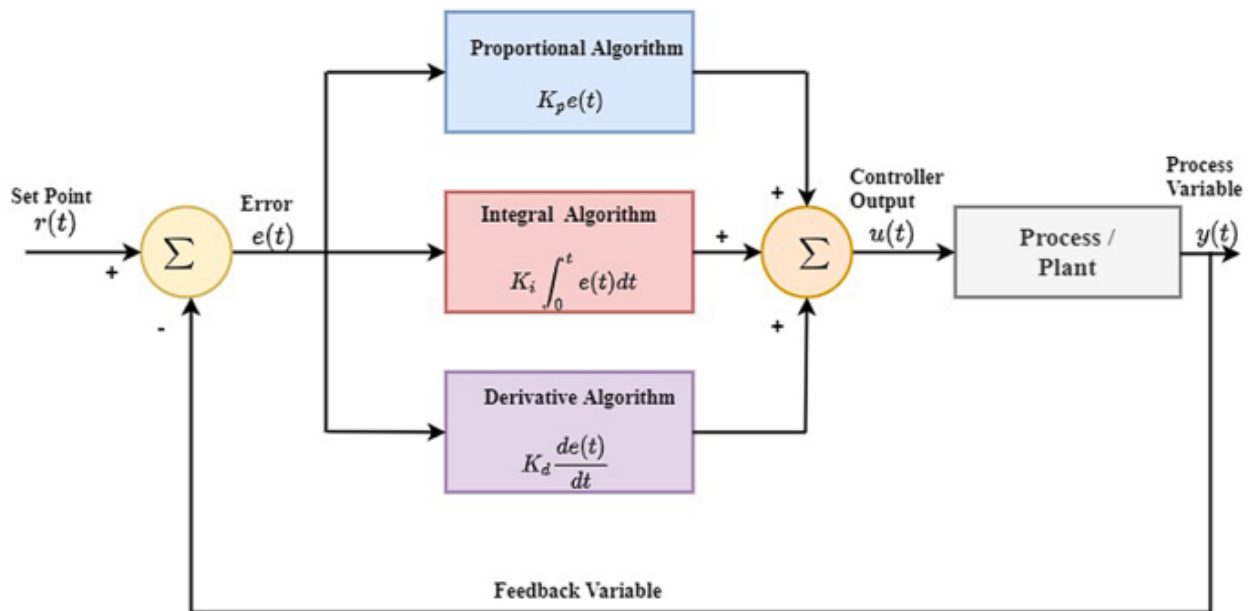 Proportional Algorithm
K_p e(t)
Set Point
r(t)
+
Σ
-
Error
e(t)
Integral Algorithm
K_i ∫_0^t e(t)dt
Derivative Algorithm
K_d de(t)/dt
+
+
+
Σ
Controller
Output
u(t)
Process /
Plant
Process
Variable
y(t)
Feedback Variable